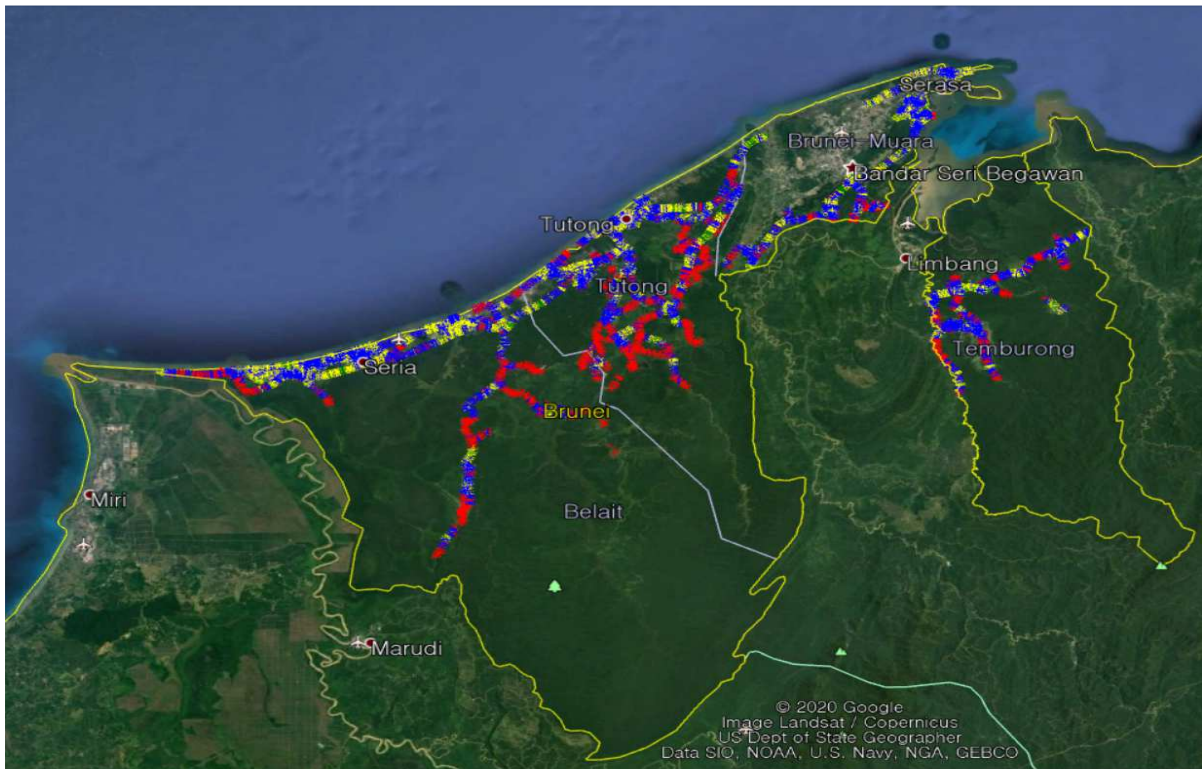 Serasa
Brunei-Muara
Bandar Seri Begawan
Tutong
Limbang
Tutong
Temburong
Seria
Brunei
Miri
Belait
Marudi
© 2020 Google
Image Landsat / Copernicus
US Dept of State Geographer
Data SIO, NOAA, U.S. Navy, NGA, GEBCO